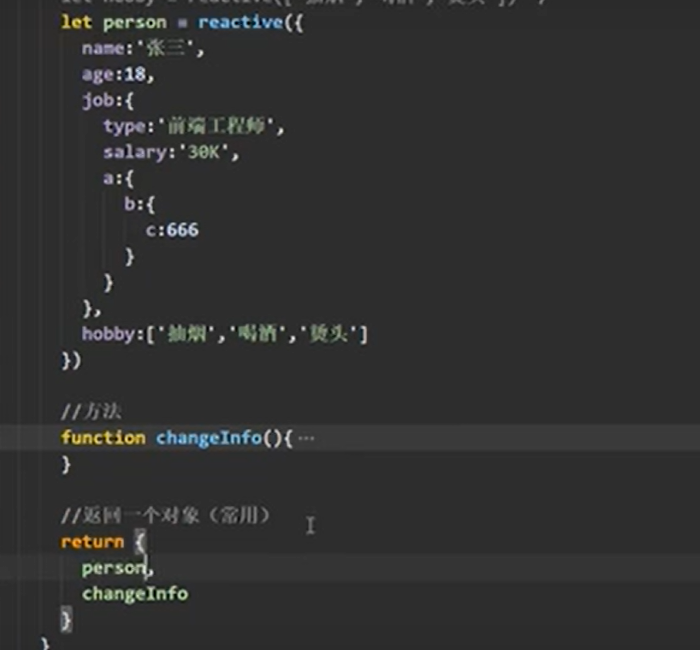 let person = reactive({
name:'张三',
age:18,
job:{
type:'前端工程师',
salary:'30K',
a:{
b:{
c:666
}
}
},
hobby:['抽烟','喝酒','烫头']
})
//方法
function changeInfo(){ ···
}
//返回一个对象（常用）
return {
person,
changeInfo
}
}